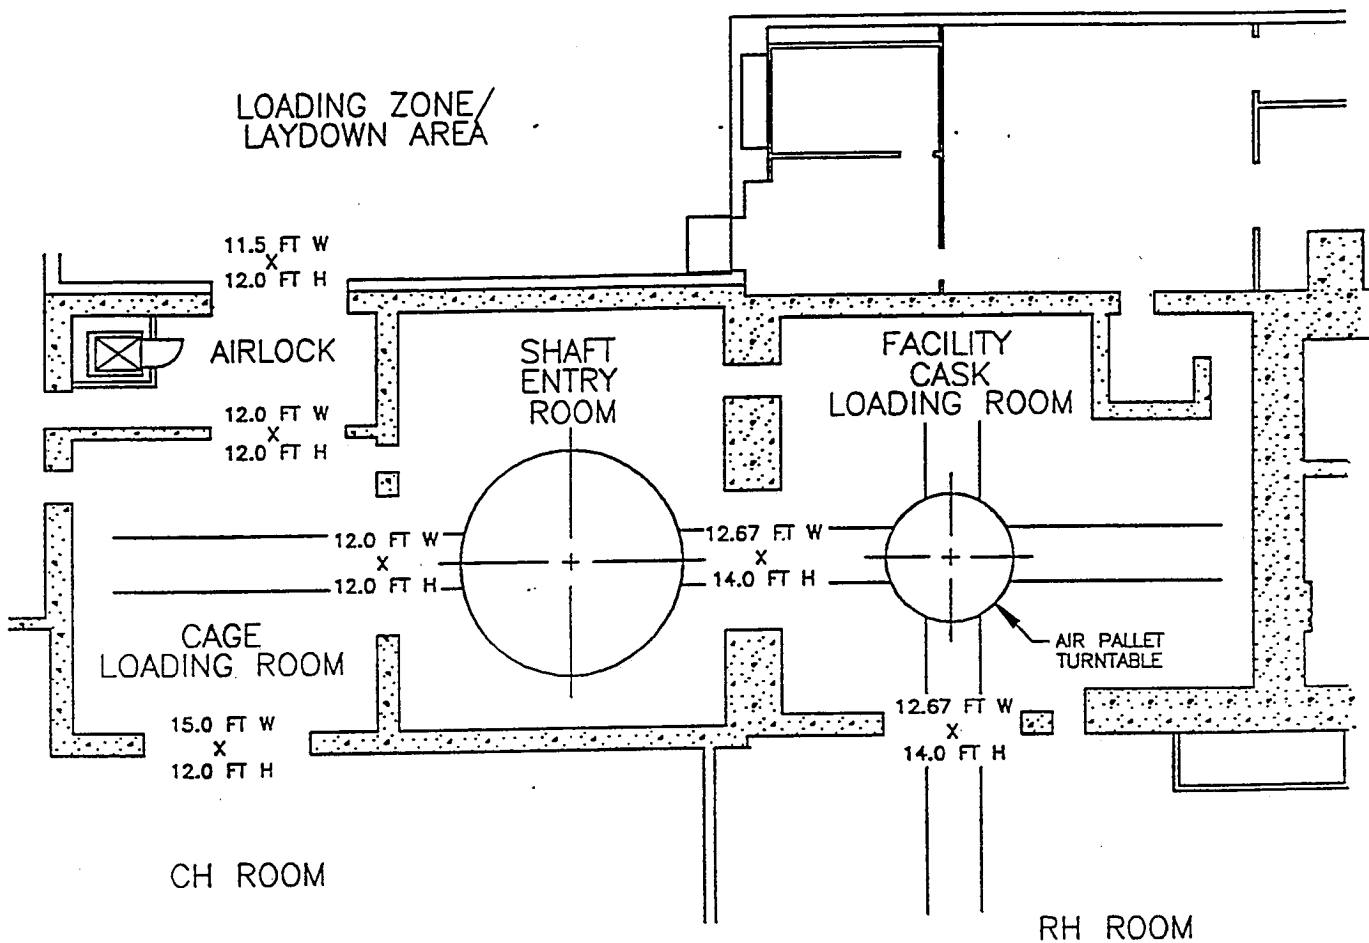 LOADING ZONE/
LAYDOWN AREA
11.5 FT W
X
12.0 FT H
AIRLOCK
SHAFT
ENTRY
ROOM
FACILITY
CASK
LOADING ROOM
12.0 FT W
X
12.0 FT H
12.0 FT W
X
12.0 FT H
12.67 FT W
X
14.0 FT H
CAGE
LOADING ROOM
AIR PALLET
TURNTABLE
15.0 FT W
X
12.0 FT H
12.67 FT W
X
14.0 FT H
CH ROOM
RH ROOM